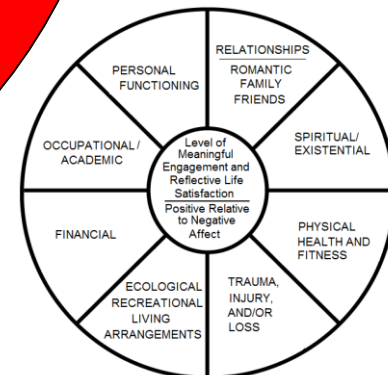 RELATIONSHIPS
ROMANTIC
FAMILY
FRIENDS
SPIRITUAL/
EXISTENTIAL
PHYSICAL
HEALTH AND
FITNESS
TRAUMA,
INJURY,
AND/OR
LOSS
ECOLOGICAL
RECREATIONAL
LIVING
ARRANGEMENTS
FINANCIAL
OCCUPATIONAL/
ACADEMIC
PERSONAL
FUNCTIONING
Level of
Meaningful
Engagement and
Reflective Life
Satisfaction
Positive Relative
to Negative
Affect